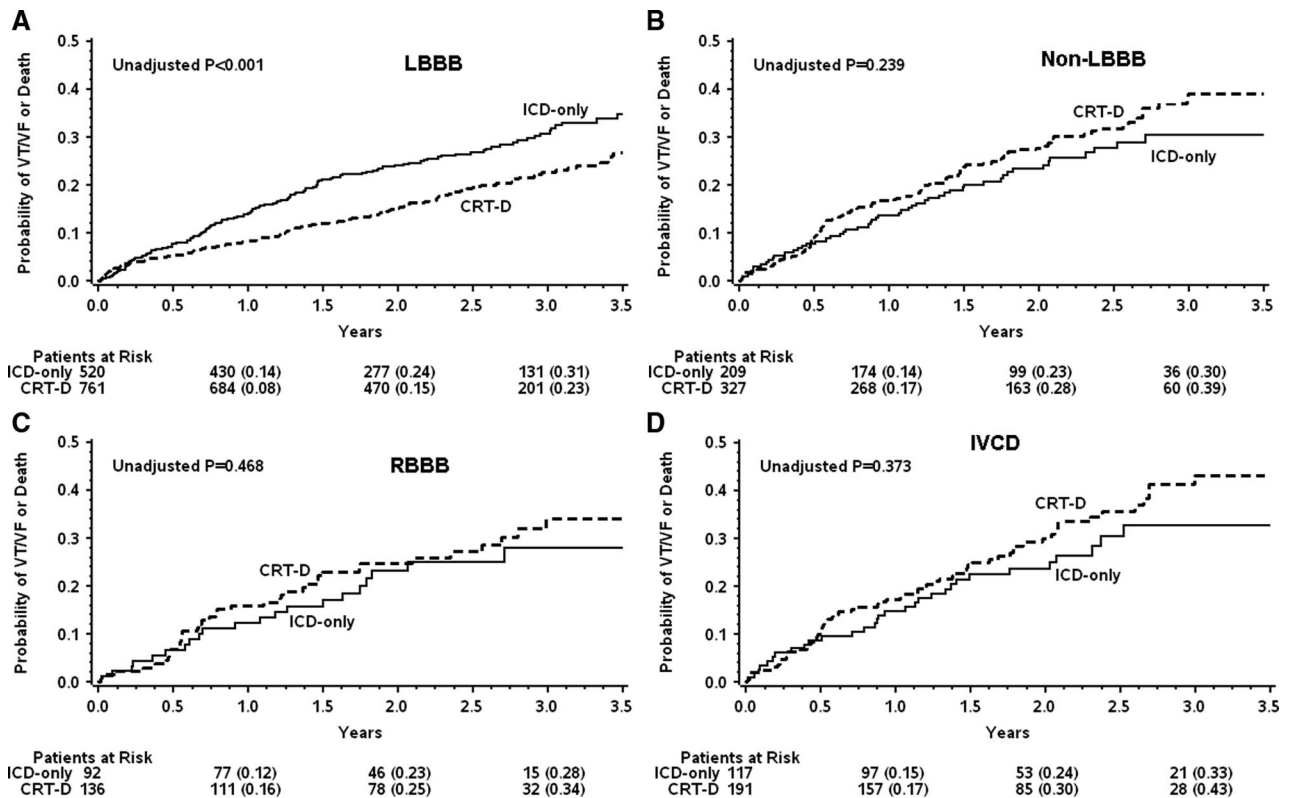 A
Unadjusted P<0.001
LBBB
ICD-only
CRT-D
Probability of VT/VF or Death
0.5
0.4
0.3
0.2
0.1
0.0
0.0 0.5 1.0 1.5 2.0 2.5 3.0 3.5
Years
Patients at Risk
ICD-only 520 430 (0.14) 277 (0.24) 131 (0.31)
CRT-D 761 684 (0.08) 470 (0.15) 201 (0.23)
B
Unadjusted P=0.239
Non-LBBB
CRT-D
ICD-only
Probability of VT/VF or Death
0.5
0.4
0.3
0.2
0.1
0.0
0.0 0.5 1.0 1.5 2.0 2.5 3.0 3.5
Years
Patients at Risk
ICD-only 209 174 (0.14) 99 (0.23) 36 (0.30)
CRT-D 327 268 (0.17) 163 (0.28) 60 (0.39)
C
Unadjusted P=0.468
RBBB
CRT-D
ICD-only
Probability of VT/VF or Death
0.5
0.4
0.3
0.2
0.1
0.0
0.0 0.5 1.0 1.5 2.0 2.5 3.0 3.5
Years
Patients at Risk
ICD-only 92 77 (0.12) 46 (0.23) 15 (0.28)
CRT-D 136 111 (0.16) 78 (0.25) 32 (0.34)
D
IVCD
Unadjusted P=0.373
CRT-D
ICD-only
Probability of VT/VF or Death
0.5
0.4
0.3
0.2
0.1
0.0
0.0 0.5 1.0 1.5 2.0 2.5 3.0 3.5
Years
Patients at Risk
ICD-only 117 97 (0.15) 53 (0.24) 21 (0.33)
CRT-D 191 157 (0.17) 85 (0.30) 28 (0.43)